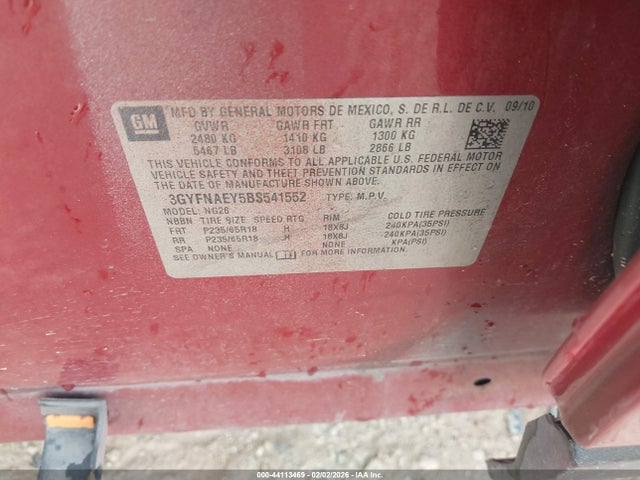 GM
MFD BY GENERAL MOTORS DE MEXICO, S. DE R.L. DE C.V. 09/10
GVWR GAWR FRT GAWR RR
2480 KG 1410 KG 1300 KG
5467 LB 3108 LB 2866 LB
THIS VEHICLE CONFORMS TO ALL APPLICABLE U.S. FEDERAL MOTOR
VEHICLE SAFETY AND THEFT PREVENTION STANDARDS IN EFFECT ON
THE DATE OF MANUFACTURE SHOWN ABOVE.
3GYFNAEY5BS541552 TYPE: M.P.V.
MODEL: NG26
NBBN TIRE SIZE SPEED RTG RIM COLD TIRE PRESSURE
FRT P235/65R18 H 18X8J 240KPA(35PSI)
RR P235/65R18 H 18X8J 240KPA(35PSI)
SPA NONE NONE KPA(PSI)
SEE OWNER'S MANUAL FOR MORE INFORMATION.
000-44113469 - 02/02/2026 - IAAI.COM